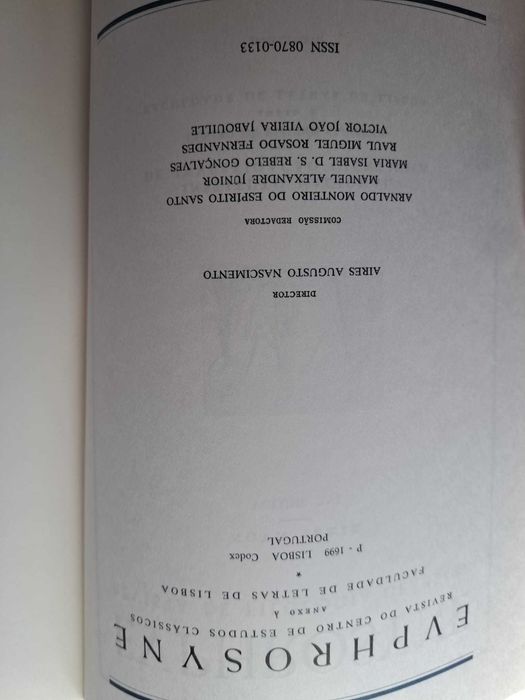 EVPHROSYNE
REVISTA DO CENTRO DE ESTUDOS CLÁSSICOS
ANEXO À
FACULDADE DE LETRAS DE LISBOA
*
P - 1699 LISBOA Codex
PORTUGAL
DIRECTOR
AIRES AUGUSTO NASCIMENTO
COMISSÃO REDACTORA
ARNALDO MONTEIRO DO ESPIRITO SANTO
MANUEL ALEXANDRE JÚNIOR
MARIA ISABEL D. S. REBELO GONÇALVES
RAUL MIGUEL ROSADO FERNANDES
VICTOR JOÃO VIEIRA JABOUILLE
ISSN 0870-0133